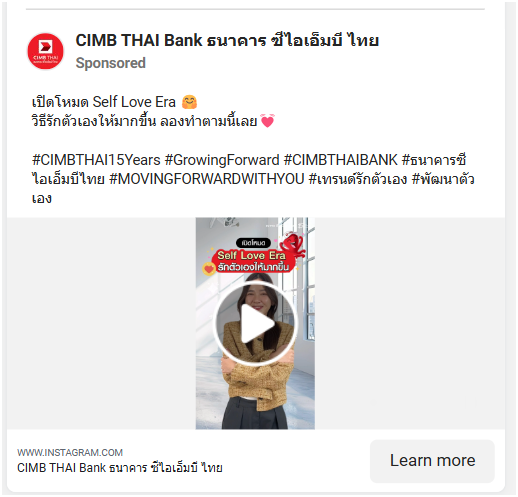 CIMB THAI Bank ธนาคาร ซีไอเอ็มบี ไทย
Sponsored
เปิดโหมด Self Love Era 🤗
วิธีรักตัวเองให้มากขึ้น ลองทำตามนี้เลย💓
#CIMBTHAI15Years #GrowingForward #CIMBTHAIBANK #ธนาคารซี
ไอเอ็มบีไทย #MOVINGFORWARDWITHYOU #เทรนด์รักตัวเอง #พัฒนาตัว
เอง
CIMB THAI
เปิดโหมด
Self Love Era
รักตัวเองให้มากขึ้น
WWW.INSTAGRAM.COM
CIMB THAI Bank ธนาคาร ซีไอเอ็มบี ไทย
Learn more